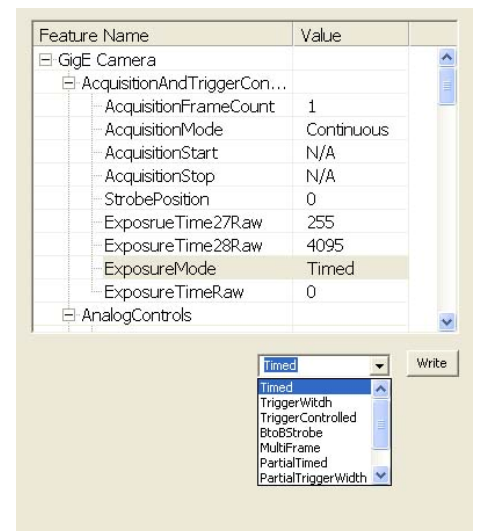 Feature Name Value
GigE Camera
AcquisitionAndTriggerCon...
AcquisitionFrameCount 1
AcquisitionMode Continuous
AcquisitionStart N/A
AcquisitionStop N/A
StrobePosition 0
ExposrueTime27Raw 255
ExposureTime28Raw 4095
ExposureMode Timed
ExposureTimeRaw 0
AnalogControls
Timed Write
Timed
TriggerWitdh
TriggerControlled
BtoBStrobe
MultiFrame
PartialTimed
PartialTriggerWidth